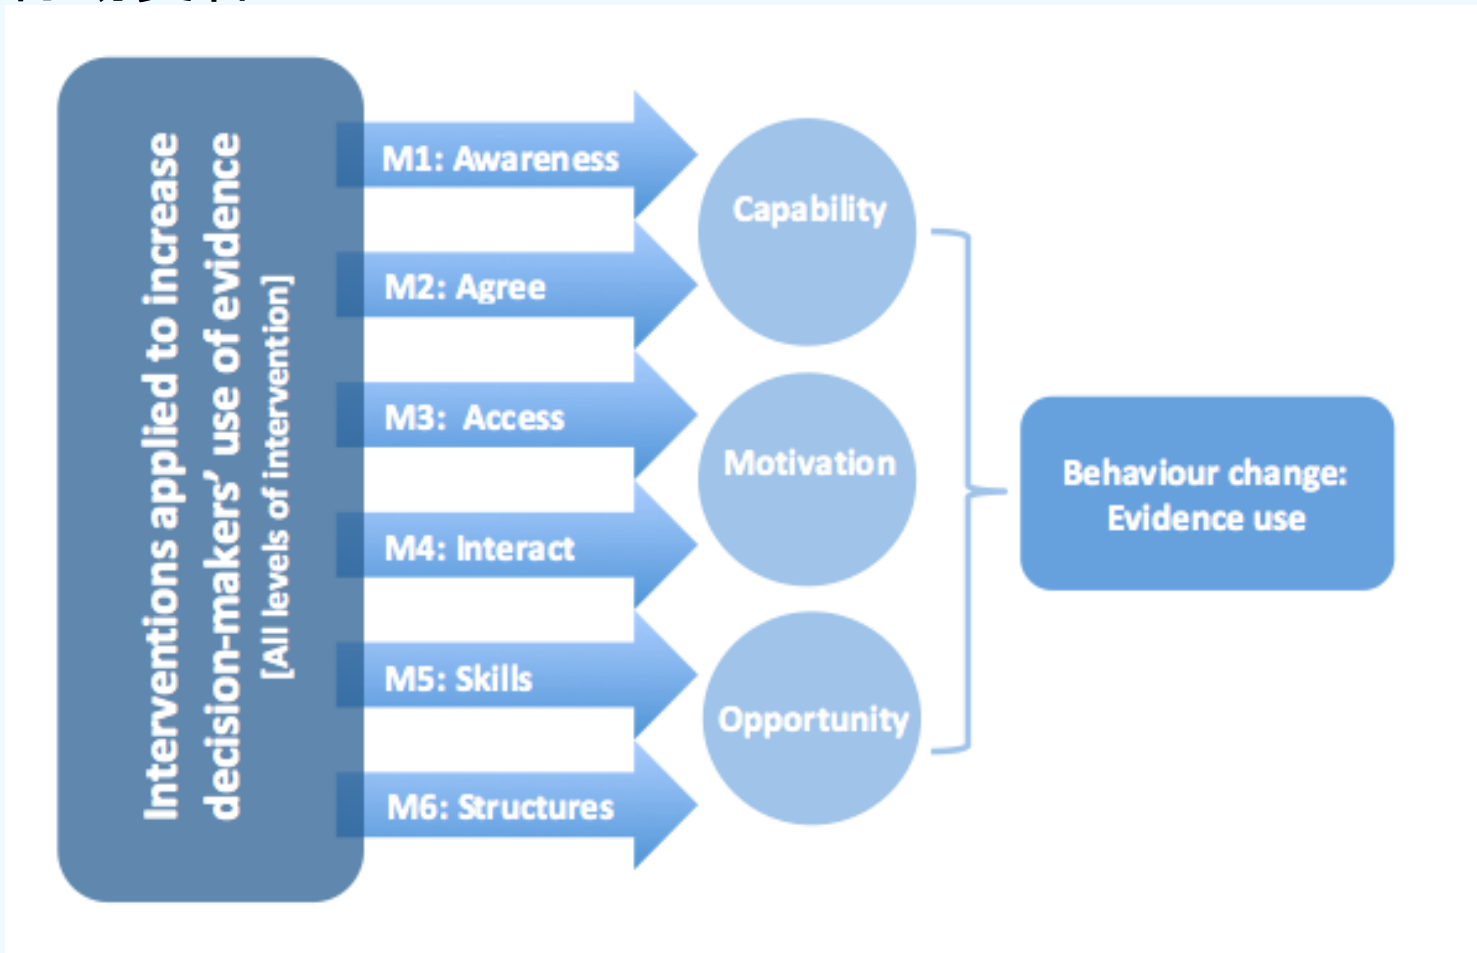 Interventions applied to increase
decision-makers’ use of evidence
[All levels of intervention]
M1: Awareness
M2: Agree
M3:  Access
M4: Interact
M5: Skills
M6: Structures
Capability
Motivation
Opportunity
Behaviour change:
Evidence use